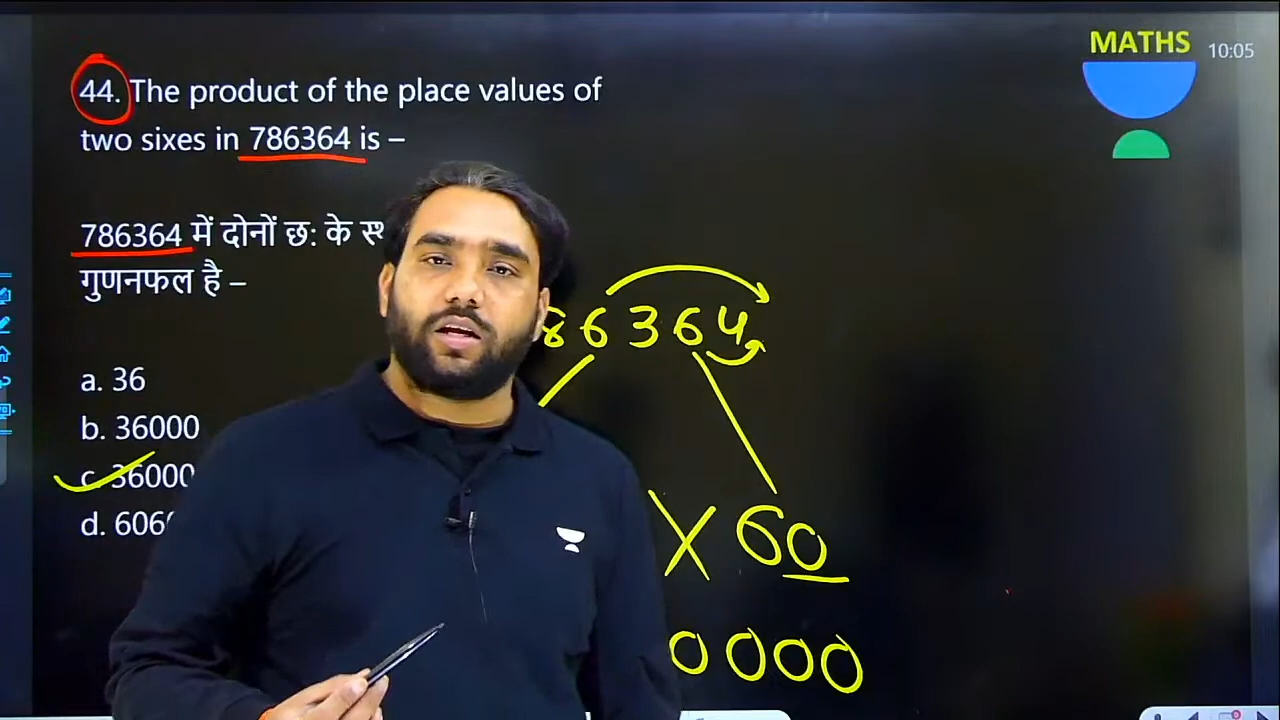 MATHS 10:05
44. The product of the place values of
two sixes in 786364 is –
786364 में दोनों छः के
गुणनफल है –
86364
a. 36
b. 36000
c. 36000
d. 606
X 60
0000